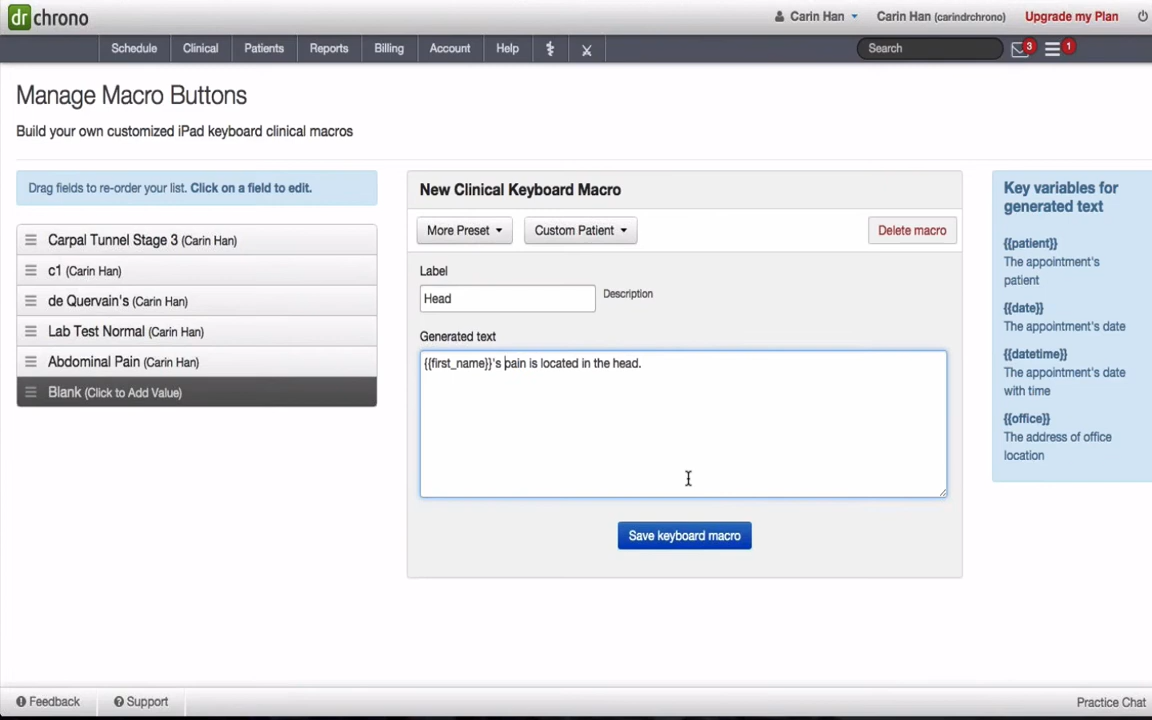 dr chrono
Carin Han
Carin Han (carindrchrono)
Upgrade my Plan
Schedule
Clinical
Patients
Reports
Billing
Account
Help
Search
3
1
Manage Macro Buttons
Build your own customized iPad keyboard clinical macros
Drag fields to re-order your list. Click on a field to edit.
Carpal Tunnel Stage 3 (Carin Han)
c1 (Carin Han)
de Quervain's (Carin Han)
Lab Test Normal (Carin Han)
Abdominal Pain (Carin Han)
Blank (Click to Add Value)
New Clinical Keyboard Macro
More Preset
Custom Patient
Delete macro
Label
Head
Description
Generated text
{{first_name}}'s pain is located in the head.
Save keyboard macro
Key variables for
generated text
{{patient}}
The appointment's
patient
{{date}}
The appointment's date
{{datetime}}
The appointment's date
with time
{{office}}
The address of office
location
Feedback
Support
Practice Chat